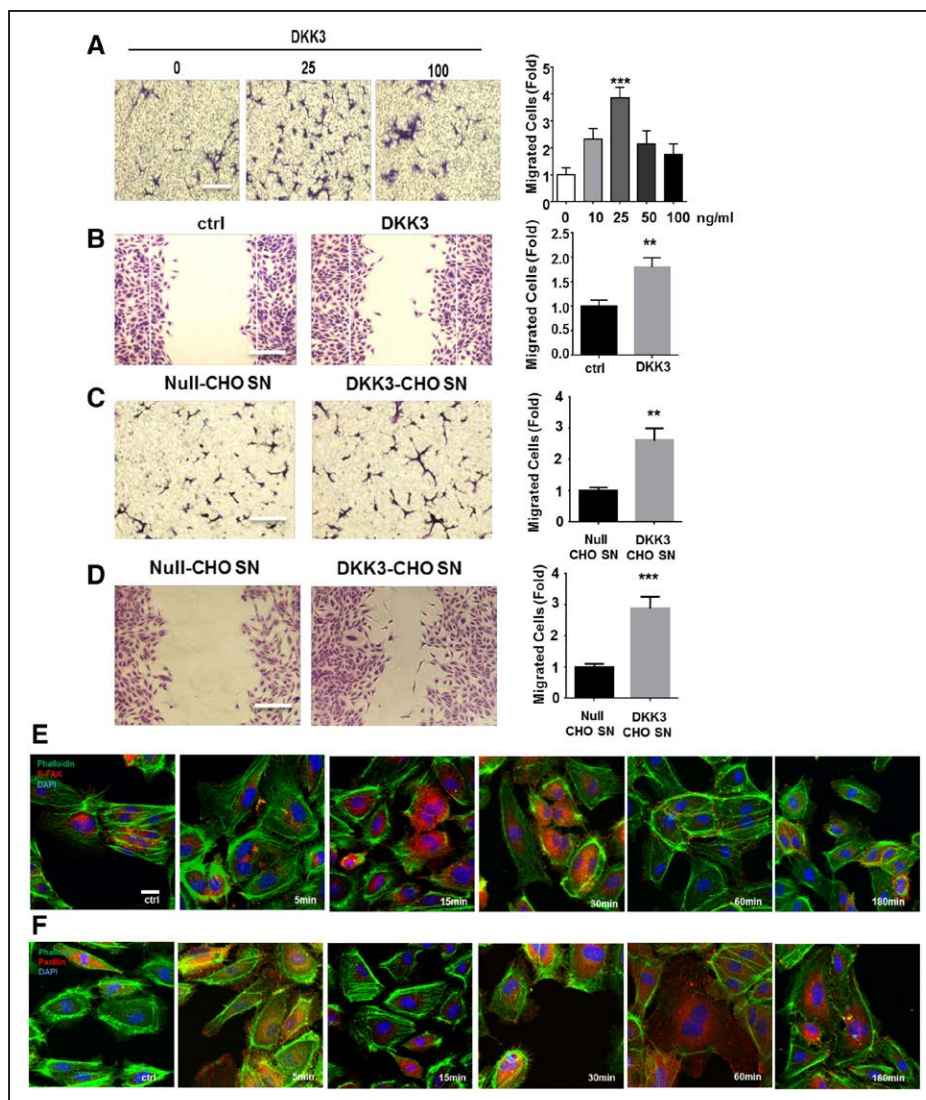 A
DKK3
0 25 100
Migrated Cells (Fold)
5
4
3
2
1
0
***
0 10 25 50 100 ng/ml
B
ctrl DKK3
Migrated Cells (Fold)
2.5
2.0
1.5
1.0
0.5
0.0
**
ctrl DKK3
C
Null-CHO SN DKK3-CHO SN
Migrated Cells (Fold)
4
3
2
1
0
**
Null DKK3
CHO SN CHO SN
D
Null-CHO SN DKK3-CHO SN
Migrated Cells (Fold)
4
3
2
1
0
***
Null DKK3
CHO SN CHO SN
E
Phalloidin
DAPI
ctrl 5min 15min 30min 60min 180min
F
Paxillin
DAPI
ctrl 5min 15min 30min 60min 180min